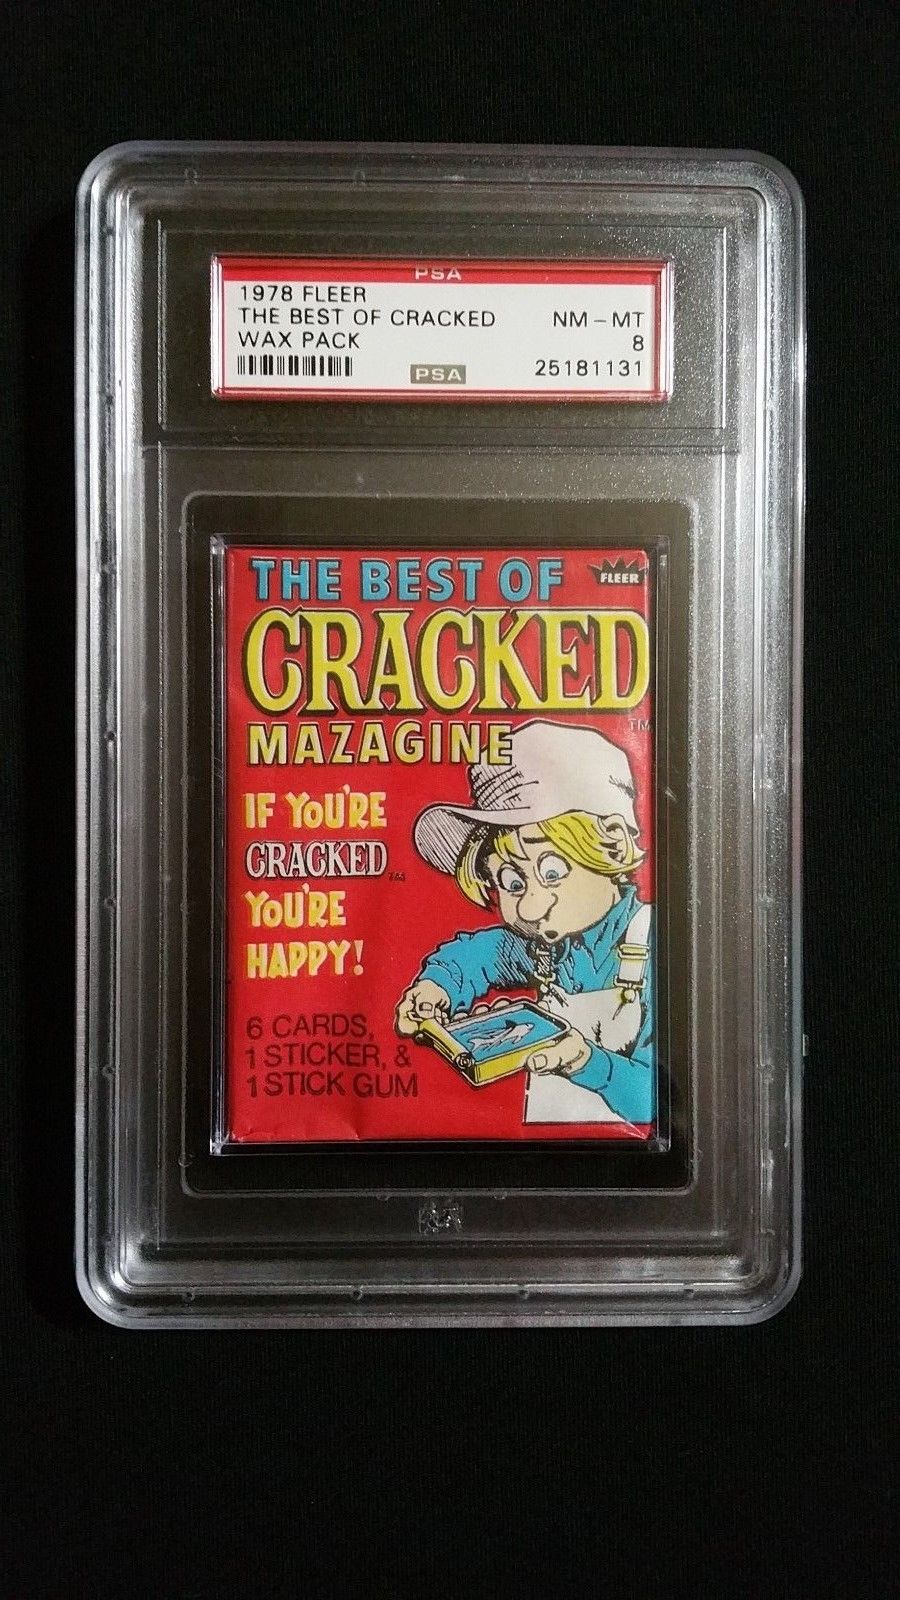 PSA
1978 FLEER
THE BEST OF CRACKED NM-MT
WAX PACK 8
PSA 25181131
THE BEST OF FLEER
CRACKED
TM
MAZAGINE
IF YOU'RE
CRACKED TM
YOU'RE
HAPPY!
6 CARDS,
1 STICKER, &
1 STICK GUM